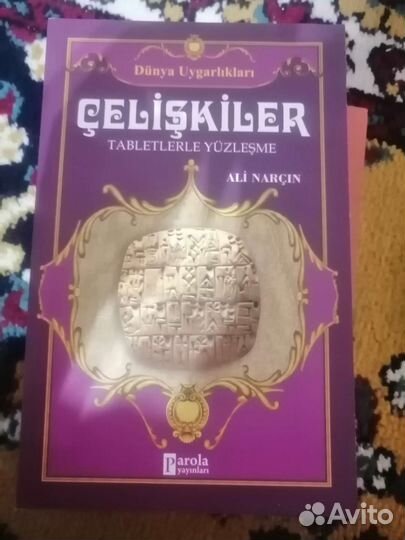 Dünya Uygarlıkları
ÇELİŞKİLER
TABLETLERLE YÜZLEŞME
ALİ NARÇIN
Parola
yayınları
Avito